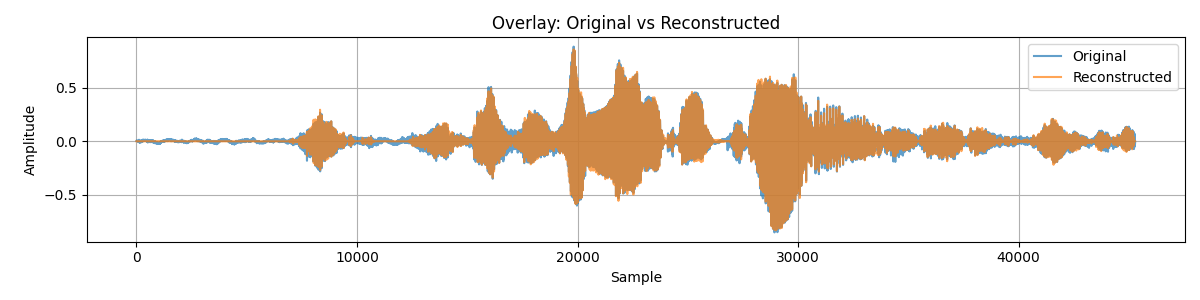 Overlay: Original vs Reconstructed
Original
Reconstructed
Amplitude
0.5
0.0
−0.5
0
10000
20000
30000
40000
Sample